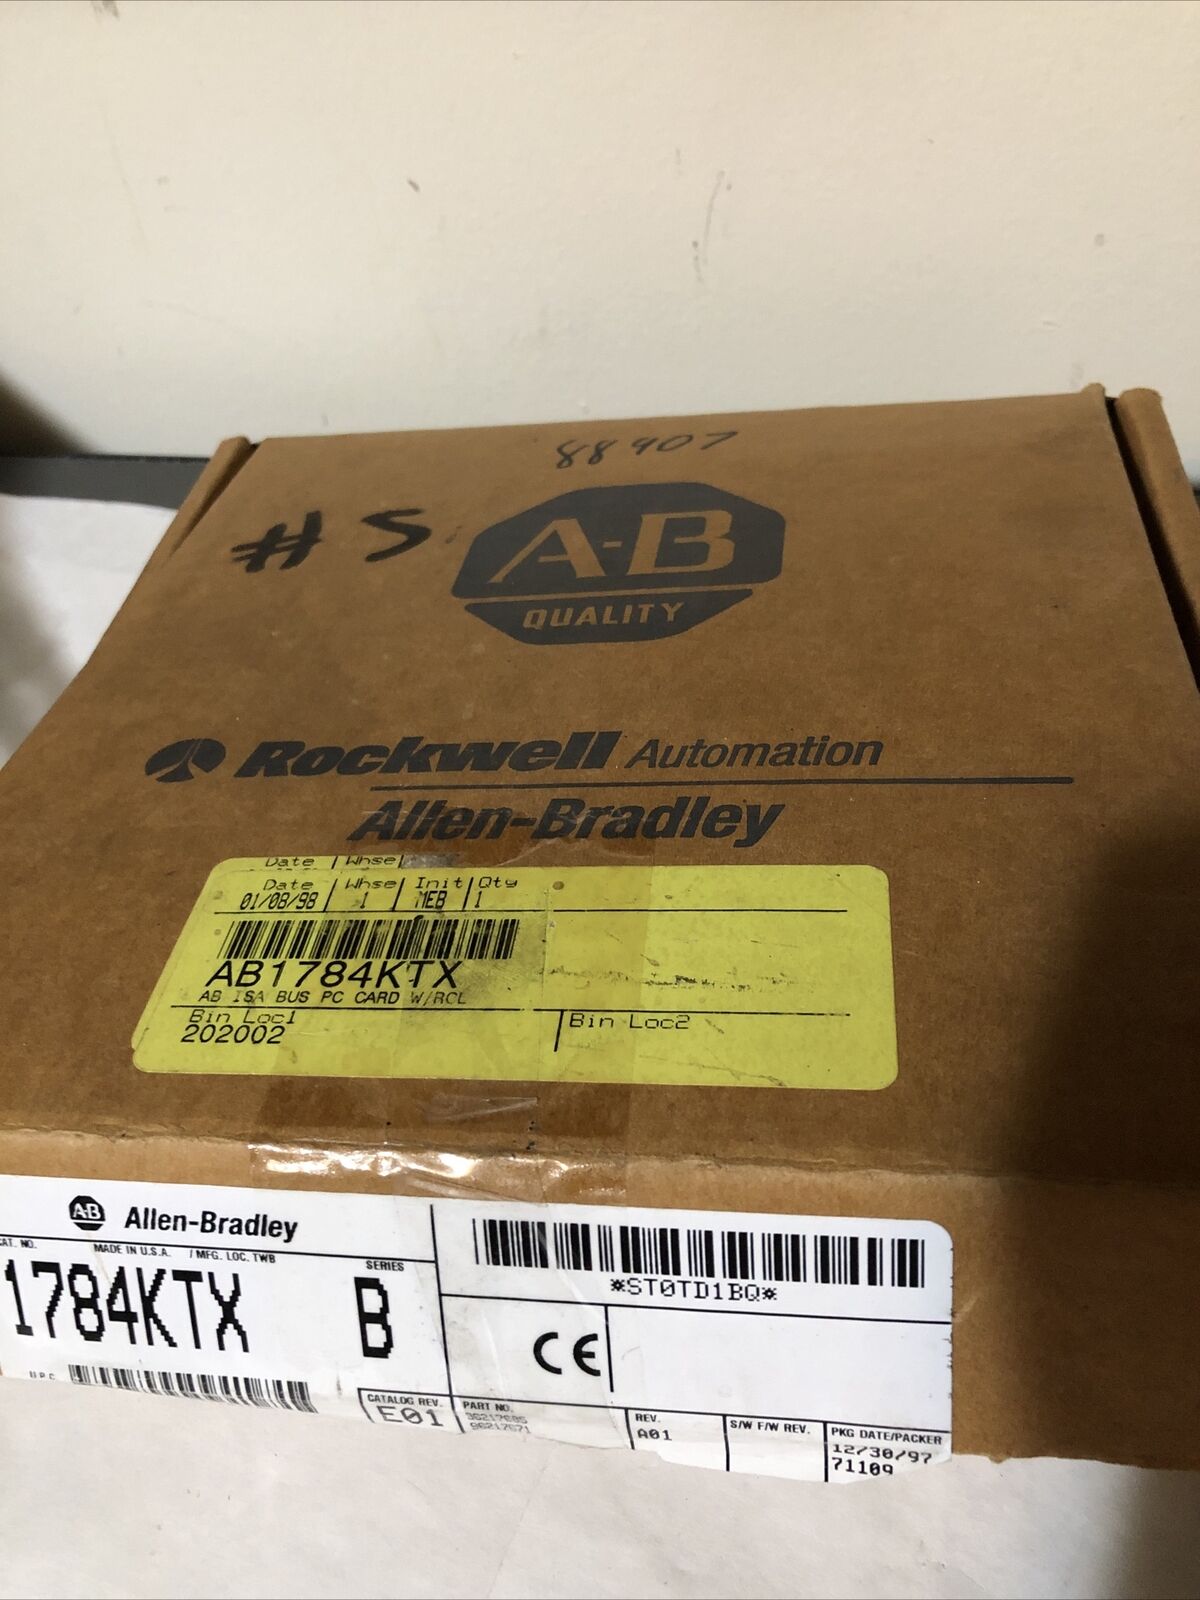 88907
# 5
A-B
QUALITY
Rockwell Automation
Allen-Bradley
Date Whse
Date Whse Init Qty
01/08/98 1 MEB 1
AB1784KTX
AB ISA BUS PC CARD W/RCL
Bin Loc1 Bin Loc2
202002
A-B Allen-Bradley
CAT. NO. MADE IN U.S.A. / MFG. LOC. TWB SERIES
1784KTX B
*ST0TD1BQ*
CE
U.P.C.
CATALOG REV. PART NO. REV. S/W F/W REV. PKG DATE/PACKER
E01 A01 12/30/97
71109